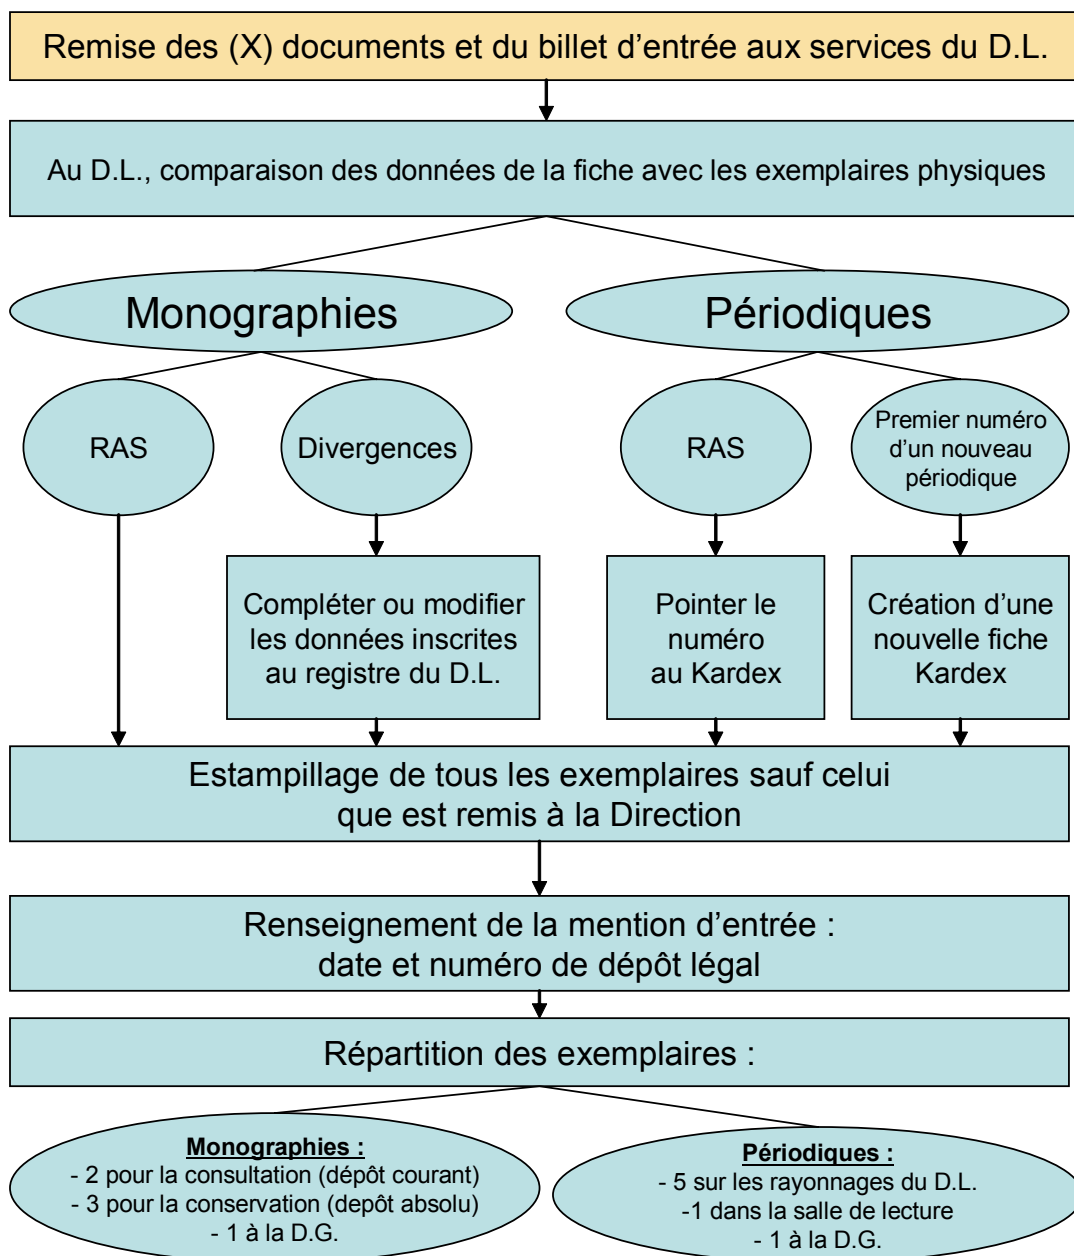 Remise des (X) documents et du billet d'entrée aux services du D.L.
Au D.L., comparaison des données de la fiche avec les exemplaires physiques
Monographies
Périodiques
RAS
Divergences
RAS
Premier numéro
d'un nouveau
périodique
Compléter ou modifier
les données inscrites
au registre du D.L.
Pointer le
numéro
au Kardex
Création d'une
nouvelle fiche
Kardex
Estampillage de tous les exemplaires sauf celui
que est remis à la Direction
Renseignement de la mention d'entrée :
date et numéro de dépôt légal
Répartition des exemplaires :
Monographies :
- 2 pour la consultation (dépôt courant)
- 3 pour la conservation (depôt absolu)
- 1 à la D.G.
Périodiques :
- 5 sur les rayonnages du D.L.
-1 dans la salle de lecture
- 1 à la D.G.